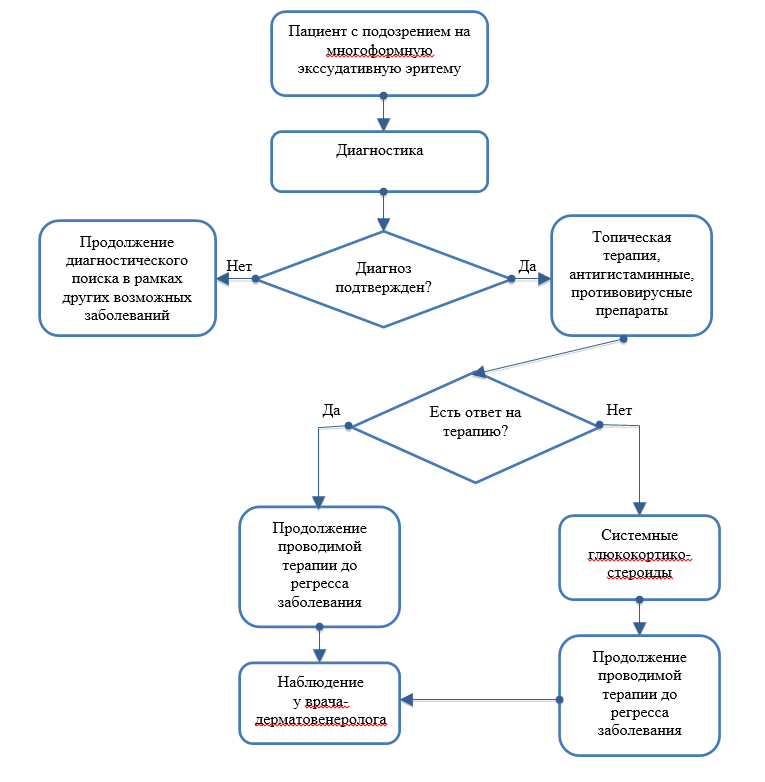 Пациент с подозрением на
многоформную
экссудативную эритему
Диагностика
Продолжение
диагностического
поиска в рамках
других возможных
заболеваний
Нет
Диагноз
подтвержден?
Да
Топическая
терапия,
антигистаминные,
противовирусные
препараты
Да
Есть ответ на
терапию?
Нет
Продолжение
проводимой
терапии до
регресса
заболевания
Системные
глюкокортико-
стероиды
Наблюдение
у врача-
дерматовенеролога
Продолжение
проводимой
терапии до
регресса
заболевания